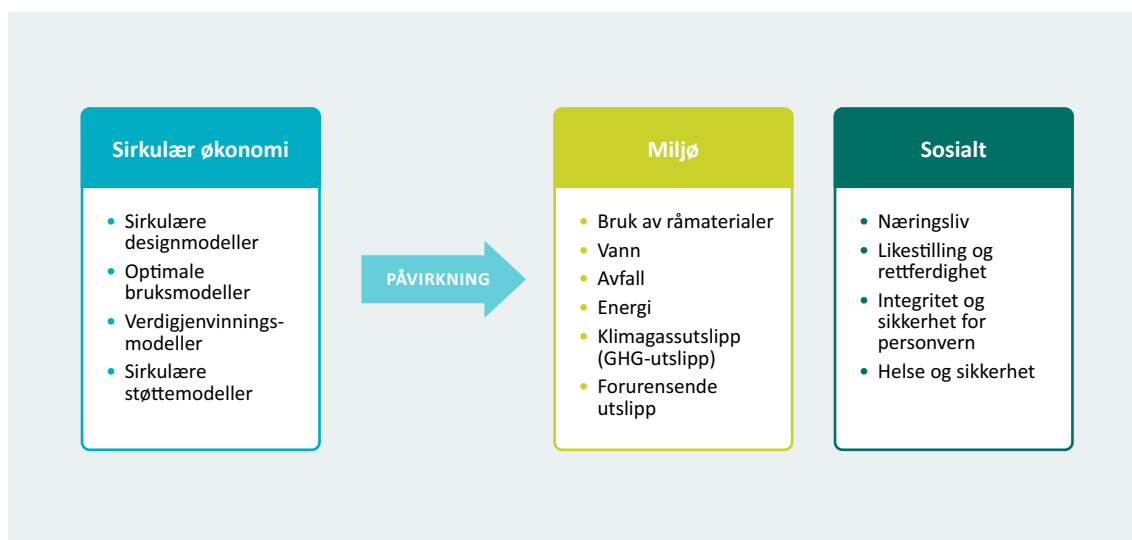 Sirkulær økonomi
• Sirkulære
designmodeller
• Optimale
bruksmodeller
• Verdigjenvinnings-
modeller
• Sirkulære
støttemodeller
PÅVIRKNING
Miljø
• Bruk av råmaterialer
• Vann
• Avfall
• Energi
• Klimagassutslipp
(GHG-utslipp)
• Forurensende
utslipp
Sosialt
• Næringsliv
• Likestilling og
rettferdighet
• Integritet og
sikkerhet for
personvern
• Helse og sikkerhet